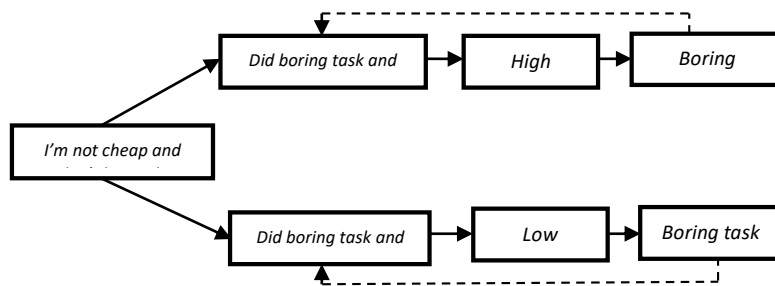 Did boring task and
High
Boring
I'm not cheap and
Did boring task and
Low
Boring task